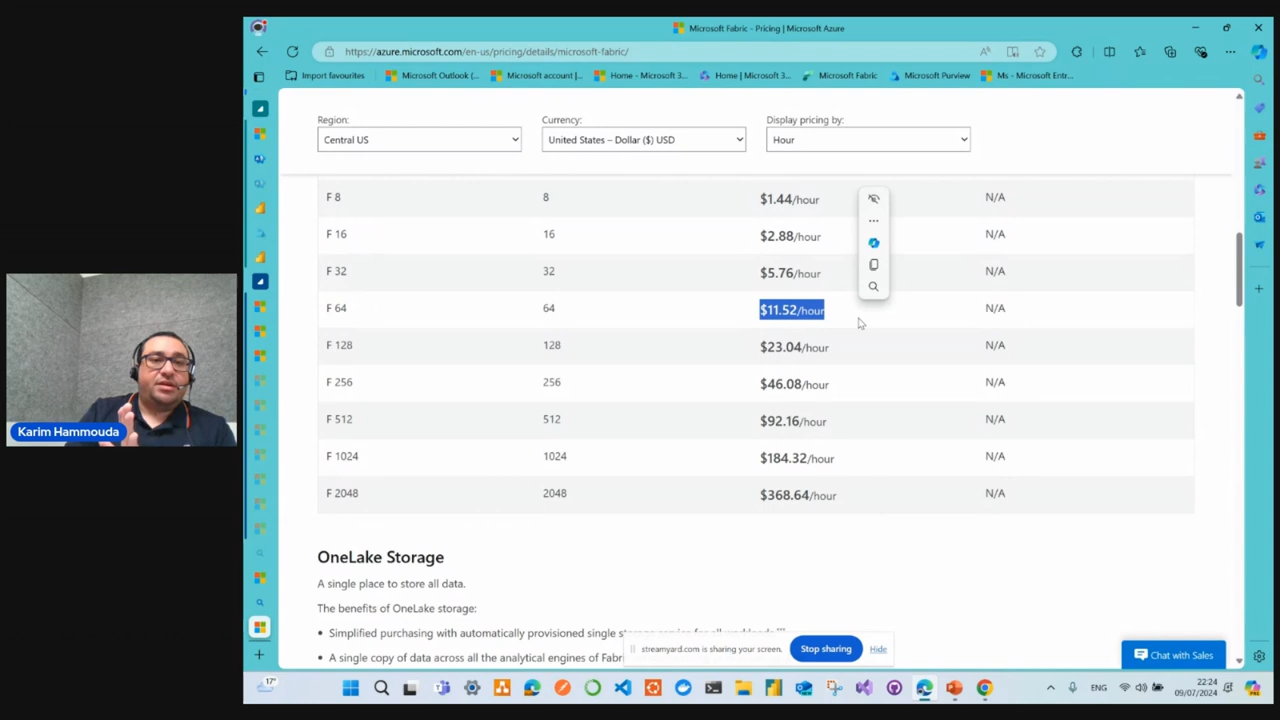 Microsoft Fabric - Pricing | Microsoft Azure
https://azure.microsoft.com/en-us/pricing/details/microsoft-fabric/
Import favourites
Microsoft Outlook (...
Microsoft account |...
Home - Microsoft 3...
Home | Microsoft 3...
Microsoft Fabric
Microsoft Purview
Ms - Microsoft Entr...
Region:
Currency:
Display pricing by:
Central US
United States – Dollar ($) USD
Hour
F 8 8 $1.44/hour N/A
F 16 16 $2.88/hour N/A
F 32 32 $5.76/hour N/A
F 64 64 $11.52/hour N/A
F 128 128 $23.04/hour N/A
F 256 256 $46.08/hour N/A
F 512 512 $92.16/hour N/A
F 1024 1024 $184.32/hour N/A
F 2048 2048 $368.64/hour N/A
Karim Hammouda
OneLake Storage
A single place to store all data.
The benefits of OneLake storage:
• Simplified purchasing with automatically provisioned single
• A single copy of data across all the analytical engines of
streamyard.com is sharing your screen.
Stop sharing
Hide
Chat with Sales
17°
ENG
22:24
09/07/2024